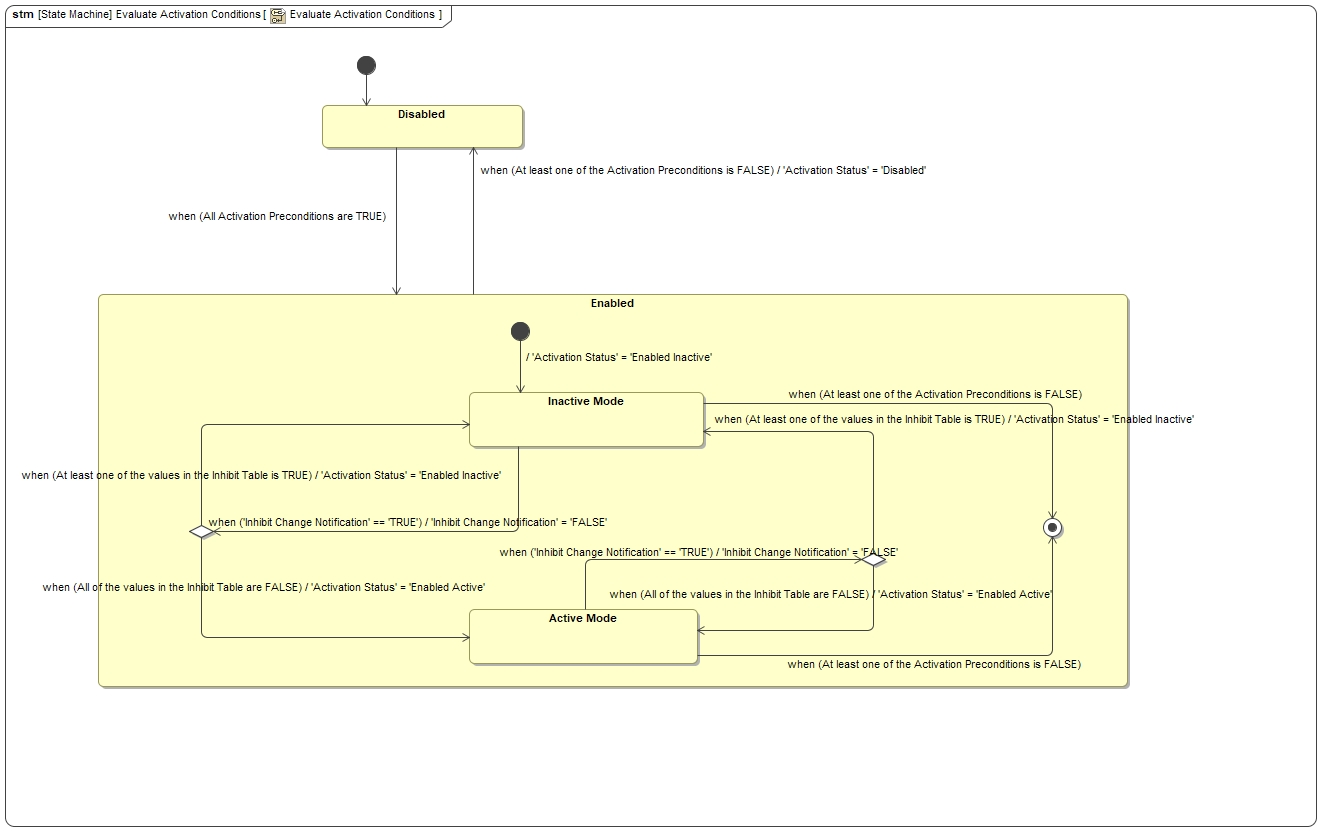 stm [State Machine] Evaluate Activation Conditions [ Evaluate Activation Conditions ]
Disabled
when (At least one of the Activation Preconditions is FALSE) / 'Activation Status' = 'Disabled'
when (All Activation Preconditions are TRUE)
Enabled
/ 'Activation Status' = 'Enabled Inactive'
Inactive Mode
when (At least one of the Activation Preconditions is FALSE)
when (At least one of the values in the Inhibit Table is TRUE) / 'Activation Status' = 'Enabled Inactive'
when (At least one of the values in the Inhibit Table is TRUE) / 'Activation Status' = 'Enabled Inactive'
when ('Inhibit Change Notification' == 'TRUE') / 'Inhibit Change Notification' = 'FALSE'
when ('Inhibit Change Notification' == 'TRUE') / 'Inhibit Change Notification' = 'FALSE'
when (All of the values in the Inhibit Table are FALSE) / 'Activation Status' = 'Enabled Active'
when (All of the values in the Inhibit Table are FALSE) / 'Activation Status' = 'Enabled Active'
Active Mode
when (At least one of the Activation Preconditions is FALSE)